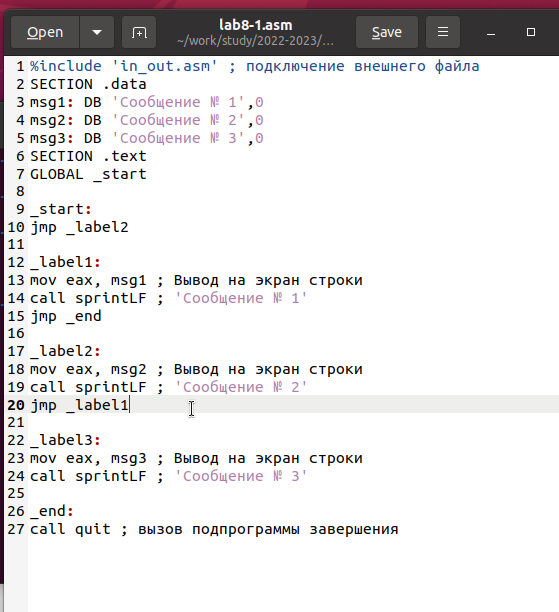 lab8-1.asm
Open
~/work/study/2022-2023/...
Save
1 %include 'in_out.asm' ; подключение внешнего файла
2 SECTION .data
3 msg1: DB 'Сообщение № 1',0
4 msg2: DB 'Сообщение № 2',0
5 msg3: DB 'Сообщение № 3',0
6 SECTION .text
7 GLOBAL _start
8
9 _start:
10 jmp _label2
11
12 _label1:
13 mov eax, msg1 ; Вывод на экран строки
14 call sprintLF ; 'Сообщение № 1'
15 jmp _end
16
17 _label2:
18 mov eax, msg2 ; Вывод на экран строки
19 call sprintLF ; 'Сообщение № 2'
20 jmp _label1
21
22 _label3:
23 mov eax, msg3 ; Вывод на экран строки
24 call sprintLF ; 'Сообщение № 3'
25
26 _end:
27 call quit ; вызов подпрограммы завершения